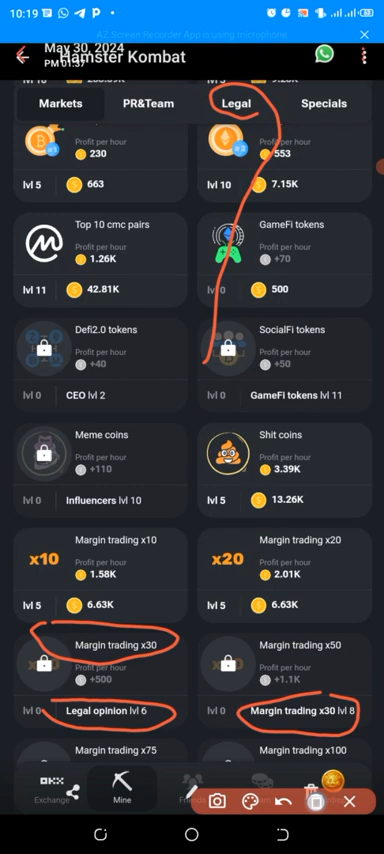 10:19
AZ Screen Recorder App is using microphone
May 30, 2024
PM 01:37
Hamster Kombat
Markets PR&Team Legal Specials
Profit per hour
230
lvl 5 663
Profit per hour
553
lvl 10 7.15K
Top 10 cmc pairs
Profit per hour
1.26K
lvl 11 42.81K
GameFi tokens
Profit per hour
+70
lvl 0 500
Defi2.0 tokens
Profit per hour
+40
lvl 0 CEO lvl 2
SocialFi tokens
Profit per hour
+50
lvl 0 GameFi tokens lvl 11
Meme coins
Profit per hour
+110
lvl 0 Influencers lvl 10
Shit coins
Profit per hour
3.39K
lvl 5 13.26K
x10
Margin trading x10
Profit per hour
1.58K
lvl 5 6.63K
x20
Margin trading x20
Profit per hour
2.01K
lvl 5 6.63K
Margin trading x30
Profit per hour
+500
lvl 0 Legal opinion lvl 6
Margin trading x50
Profit per hour
+1.1K
lvl 0 Margin trading x30 lvl 8
Margin trading x75
Profit per hour
Margin trading x100
Profit per hour
Exchange Mine